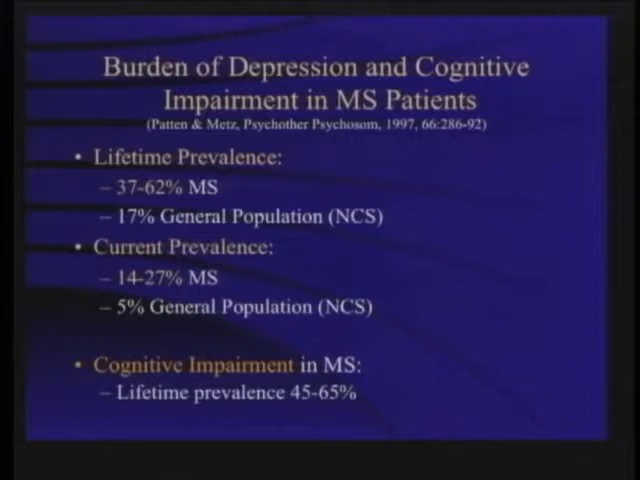 Burden of Depression and Cognitive
Impairment in MS Patients
(Patten & Metz, Psychother Psychosom, 1997, 66:286-92)
• Lifetime Prevalence:
– 37-62% MS
– 17% General Population (NCS)
• Current Prevalence:
– 14-27% MS
– 5% General Population (NCS)
• Cognitive Impairment in MS:
– Lifetime prevalence 45-65%